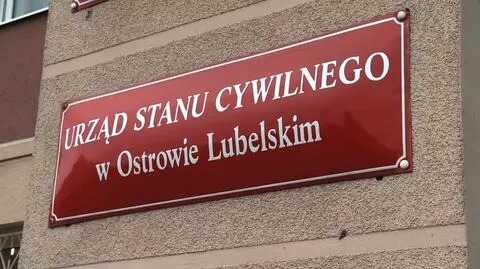 URZĄD STANU CYWILNEGO
w Ostrowie Lubelskim